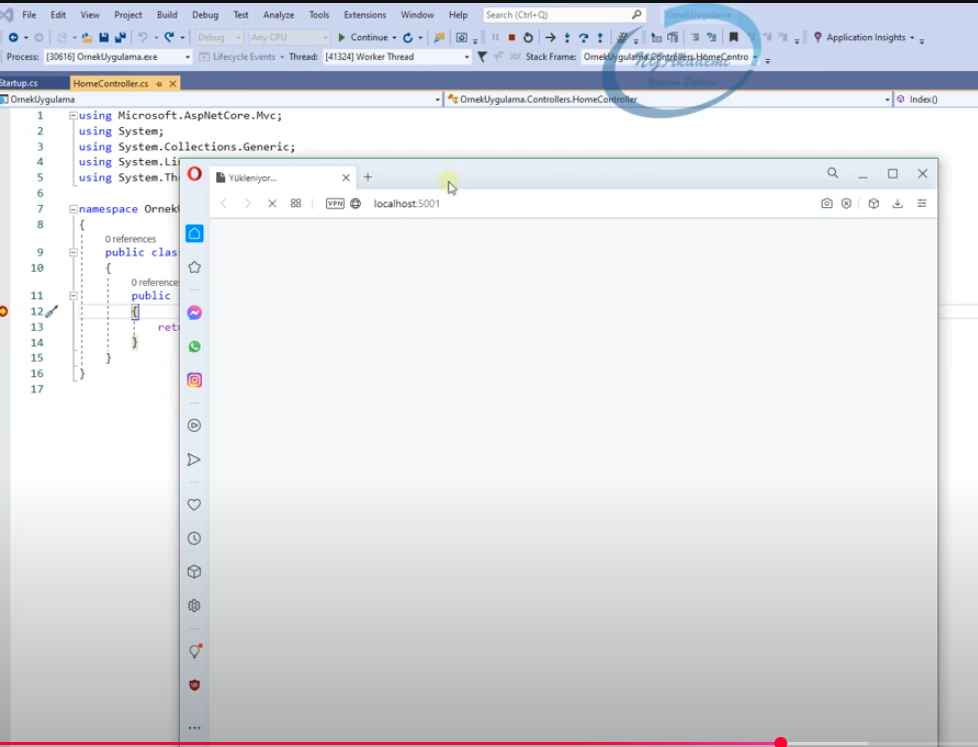 File Edit View Project Build Debug Test Analyze Tools Extensions Window Help Search (Ctrl+Q) OrnekUygulama
Debug Any CPU Continue Application Insights
Process: [30616] OrnekUygulama.exe Lifecycle Events Thread: [41324] Worker Thread Stack Frame: OrnekUygulama.Controllers.HomeContro
NGAkademi
Yazılım Eğitimi
Startup.cs HomeController.cs
OrnekUygulama OrnekUygulama.Controllers.HomeController Index()
1 using Microsoft.AspNetCore.Mvc;
2 using System;
3 using System.Collections.Generic;
4 using System.Li
5 using System.Th
6
7 namespace OrnekU
8 {
0 references
9 public clas
10 {
0 reference
11 public
12 {
13 ret
14 }
15 }
16 }
17
Yükleniyor...
VPN localhost:5001